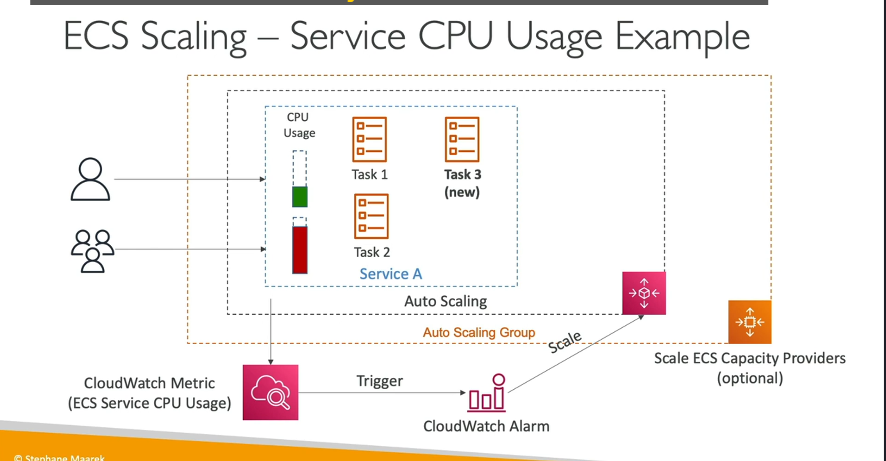 ECS Scaling – Service CPU Usage Example
CPU
Usage
Task 1
Task 3
(new)
Task 2
Service A
Auto Scaling
Auto Scaling Group
Scale
Scale ECS Capacity Providers
(optional)
CloudWatch Metric
(ECS Service CPU Usage)
Trigger
CloudWatch Alarm
© Stephane Maarek